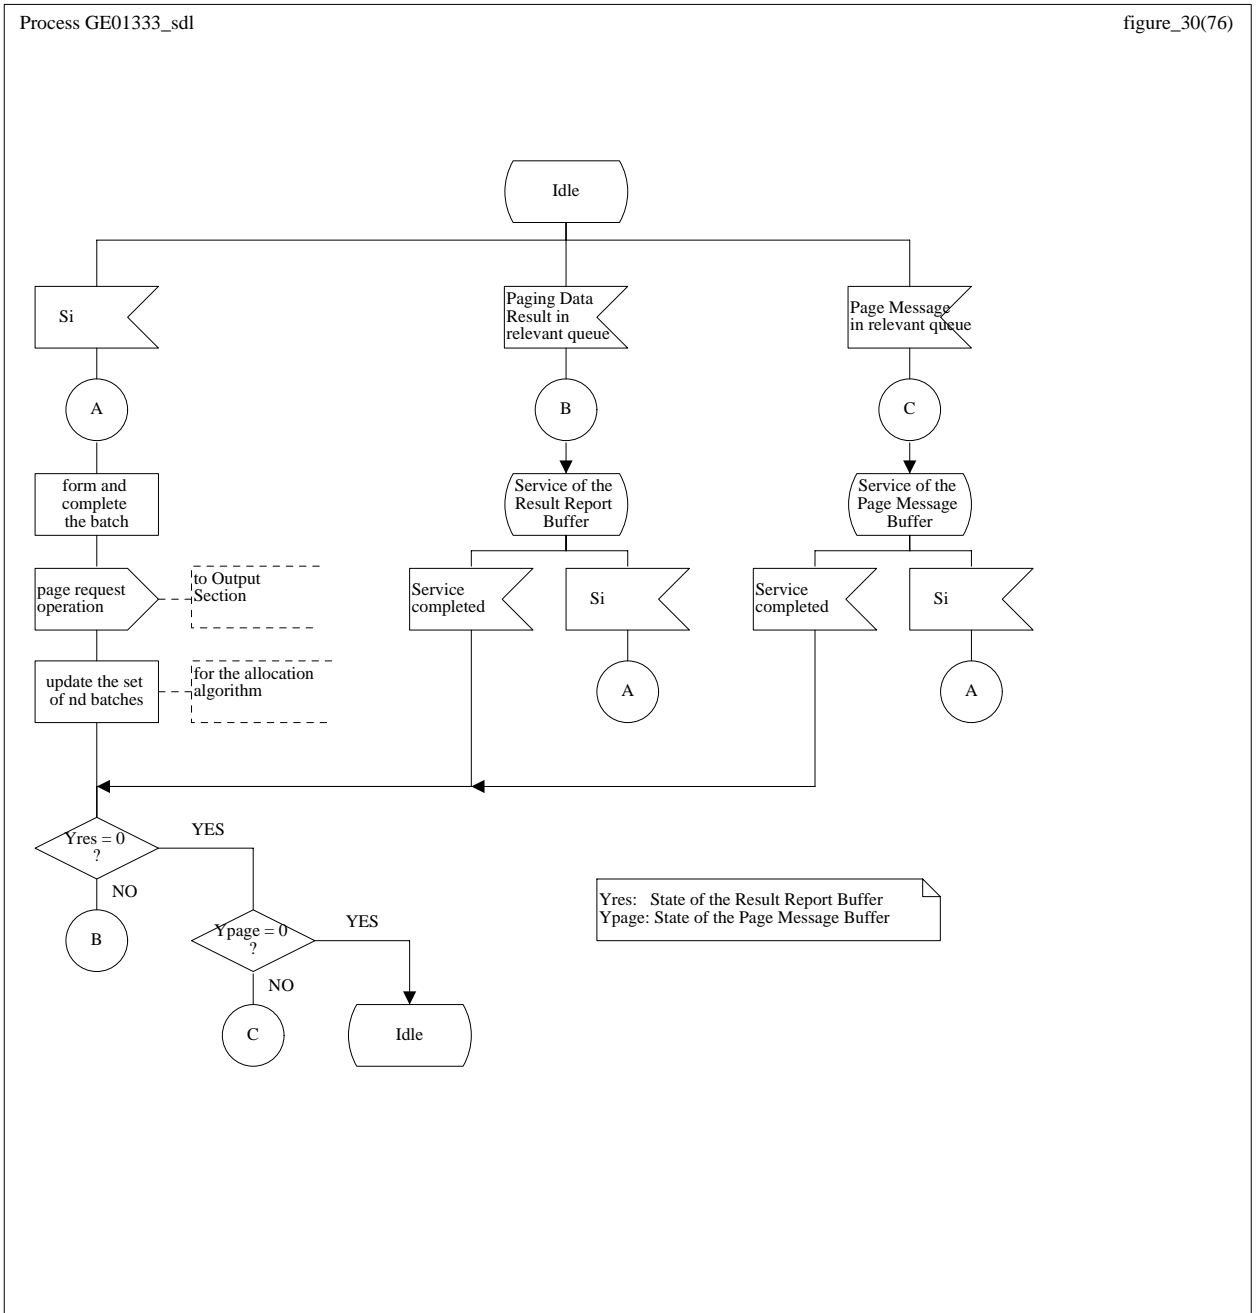 Process GE01333_sdl
figure_30(76)
Idle
Si
Paging Data
Result in
relevant queue
Page Message
in relevant queue
A
B
C
form and
complete
the batch
Service of the
Result Report
Buffer
Service of the
Page Message
Buffer
page request
operation
to Output
Section
Service
completed
Si
Service
completed
Si
update the set
of nd batches
for the allocation
algorithm
A
A
Yres = 0
?
YES
NO
B
Ypage = 0
?
YES
NO
C
Idle
Yres: State of the Result Report Buffer
Ypage: State of the Page Message Buffer